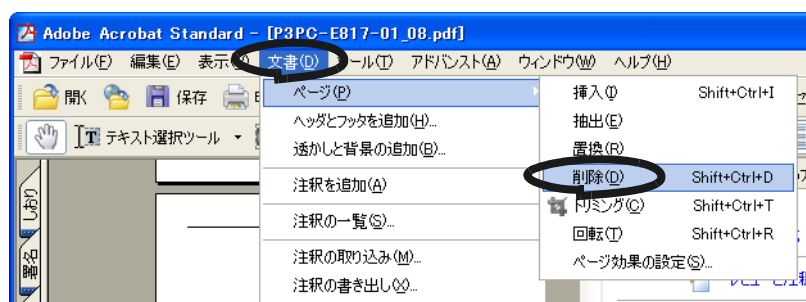 Adobe Acrobat Standard - [P3PC-E817-01_08.pdf]
ファイル(F) 編集(E) 表示 文書(D) ール(T) アドバンスト(A) ウィンドウ(W) ヘルプ(H)
開く 保存
テキスト選択ツール
ページ(P)
ヘッダとフッタを追加(H)...
透かしと背景の追加(B)...
注釈を追加(A)
注釈の一覧(S)...
注釈の取り込み(M)...
注釈の書き出し(X)...
挿入(I) Shift+Ctrl+I
抽出(E)
置換(R)
削除(D) Shift+Ctrl+D
トリミング(C) Shift+Ctrl+T
回転(T) Shift+Ctrl+R
ページ効果の設定(S)...
しおり
署名